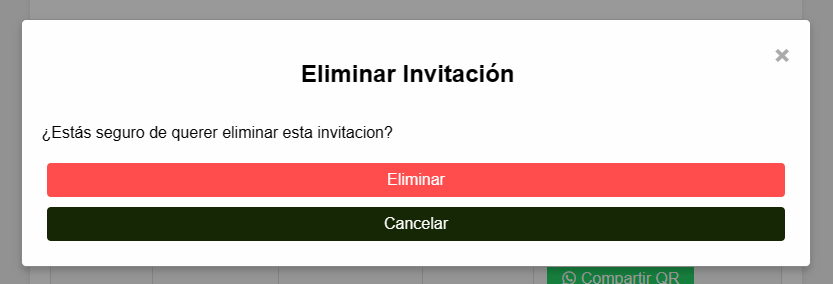 ×
Eliminar Invitación
¿Estás seguro de querer eliminar esta invitacion?
Eliminar
Cancelar
Compartir QR